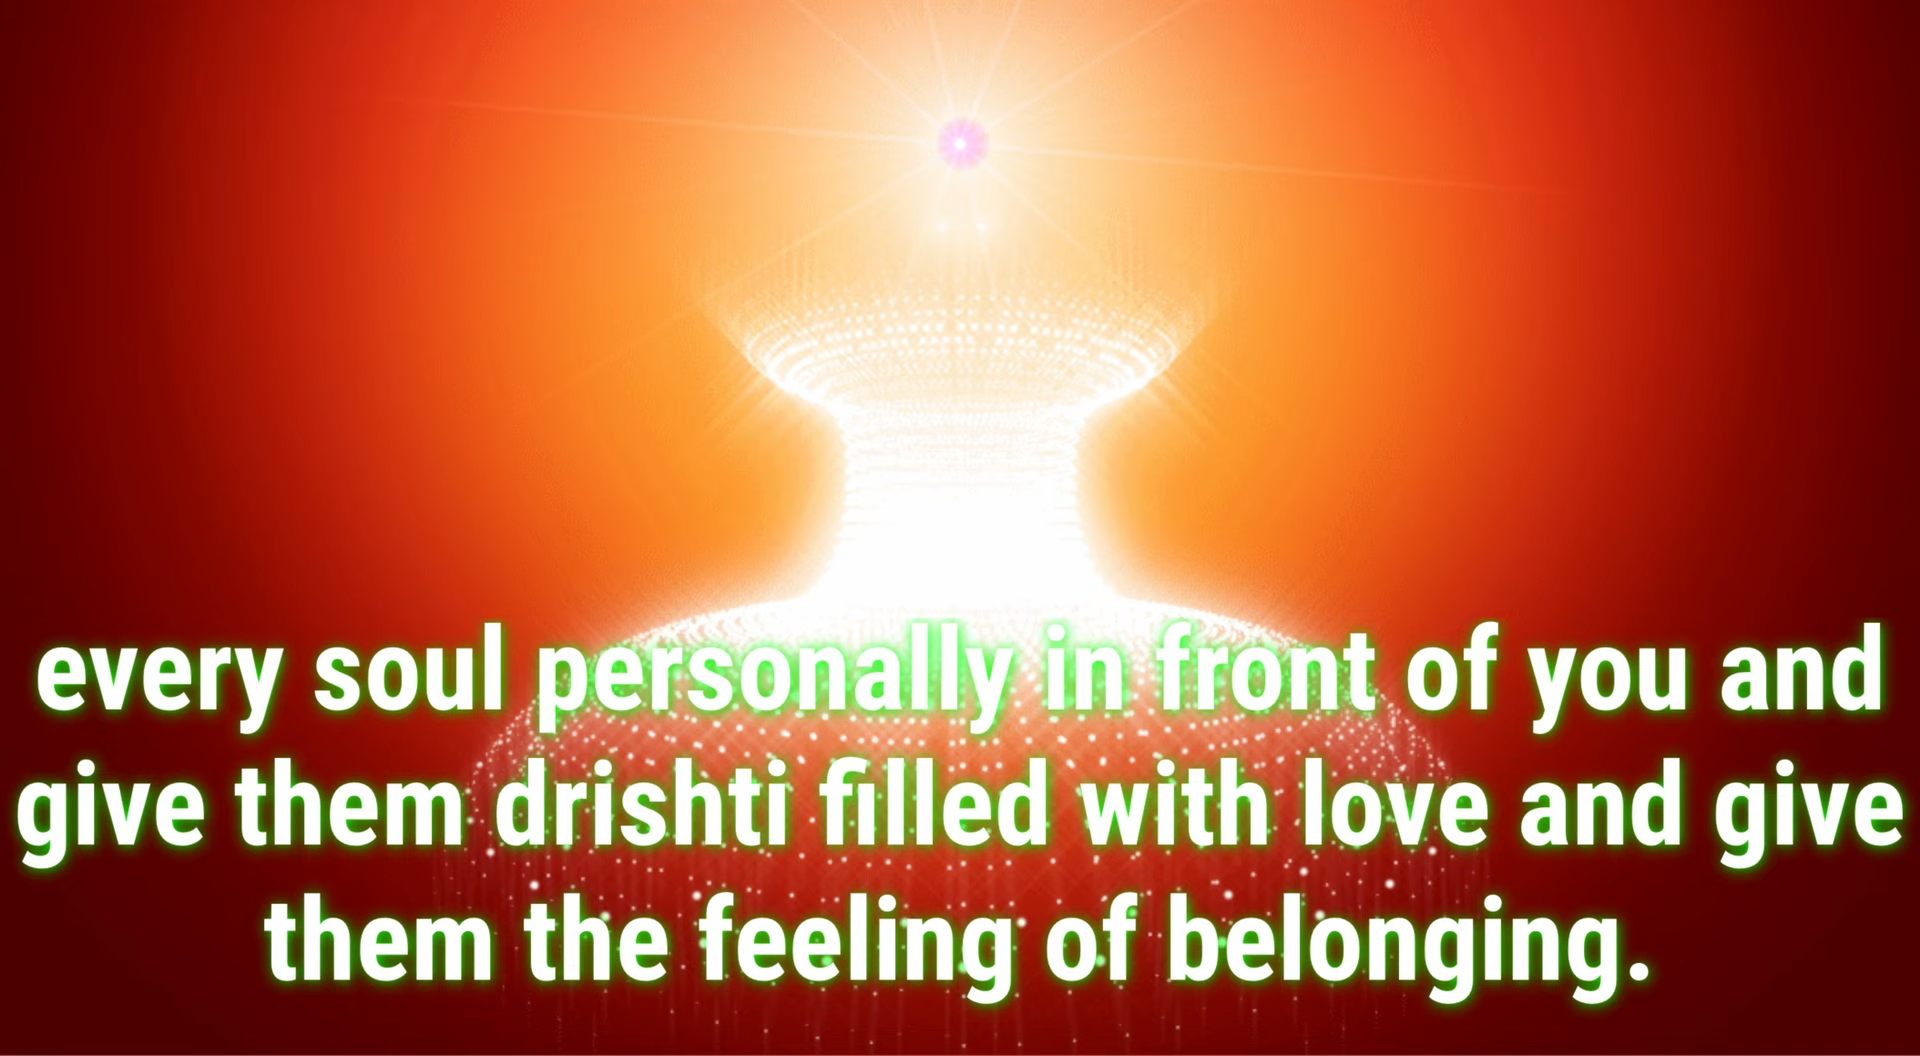 every soul personally in front of you and
give them drishti filled with love and give
them the feeling of belonging.